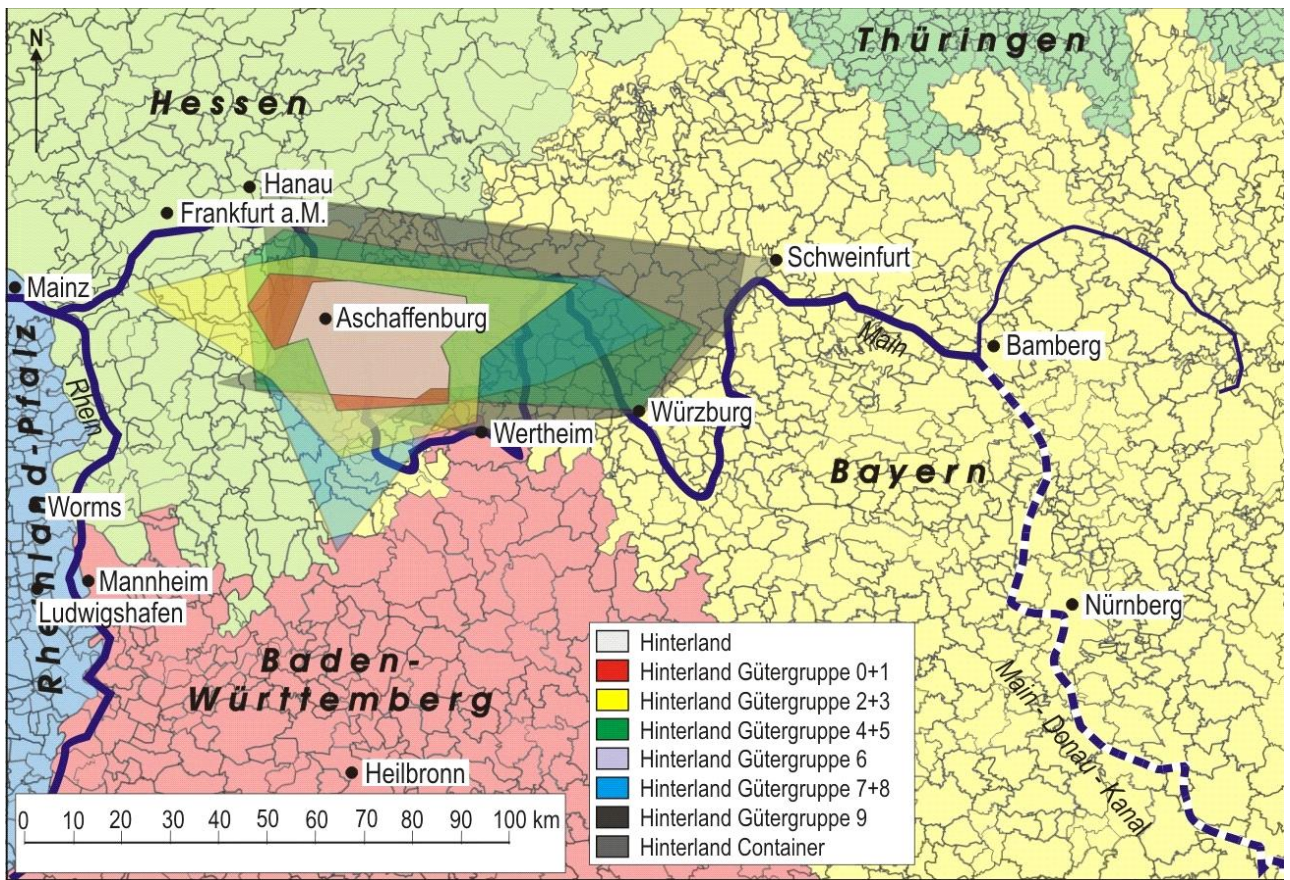 N
Hessen
Thüringen
Hanau
Frankfurt a.M.
Mainz
Schweinfurt
Aschaffenburg
Main
Bamberg
Rhein
Rheinland-Pfalz
Würzburg
Wertheim
Bayern
Worms
Mannheim
Ludwigshafen
Nürnberg
Baden-
Württemberg
Main-Donau-Kanal
Heilbronn
Hinterland
Hinterland Gütergruppe 0+1
Hinterland Gütergruppe 2+3
Hinterland Gütergruppe 4+5
Hinterland Gütergruppe 6
Hinterland Gütergruppe 7+8
Hinterland Gütergruppe 9
Hinterland Container
0 10 20 30 40 50 60 70 80 90 100 km